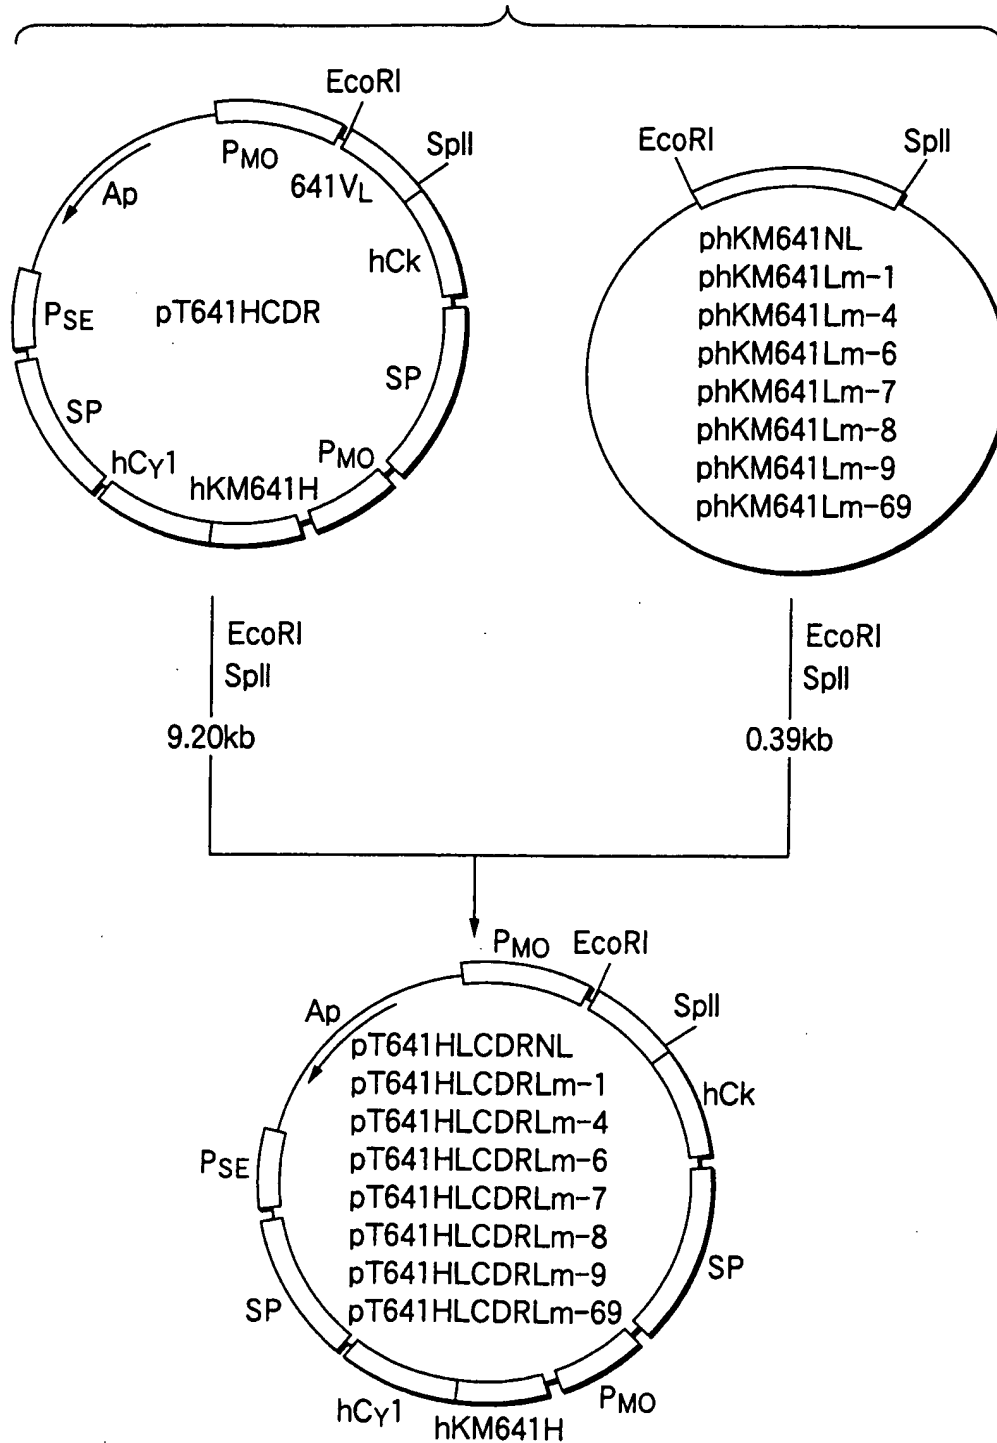 EcoRI
SplI
PMO
641VL
Ap
hCk
PSE
pT641HCDR
SP
SP
hCγ1
PMO
hKM641H
EcoRI
SplI
phKM641NL
phKM641Lm-1
phKM641Lm-4
phKM641Lm-6
phKM641Lm-7
phKM641Lm-8
phKM641Lm-9
phKM641Lm-69
EcoRI
SplI
9.20kb
EcoRI
SplI
0.39kb
PMO
EcoRI
SplI
Ap
pT641HLCDRNL
pT641HLCDRLm-1
hCk
pT641HLCDRLm-4
PSE
pT641HLCDRLm-6
pT641HLCDRLm-7
pT641HLCDRLm-8
pT641HLCDRLm-9
SP
SP
pT641HLCDRLm-69
PMO
hCγ1
hKM641H